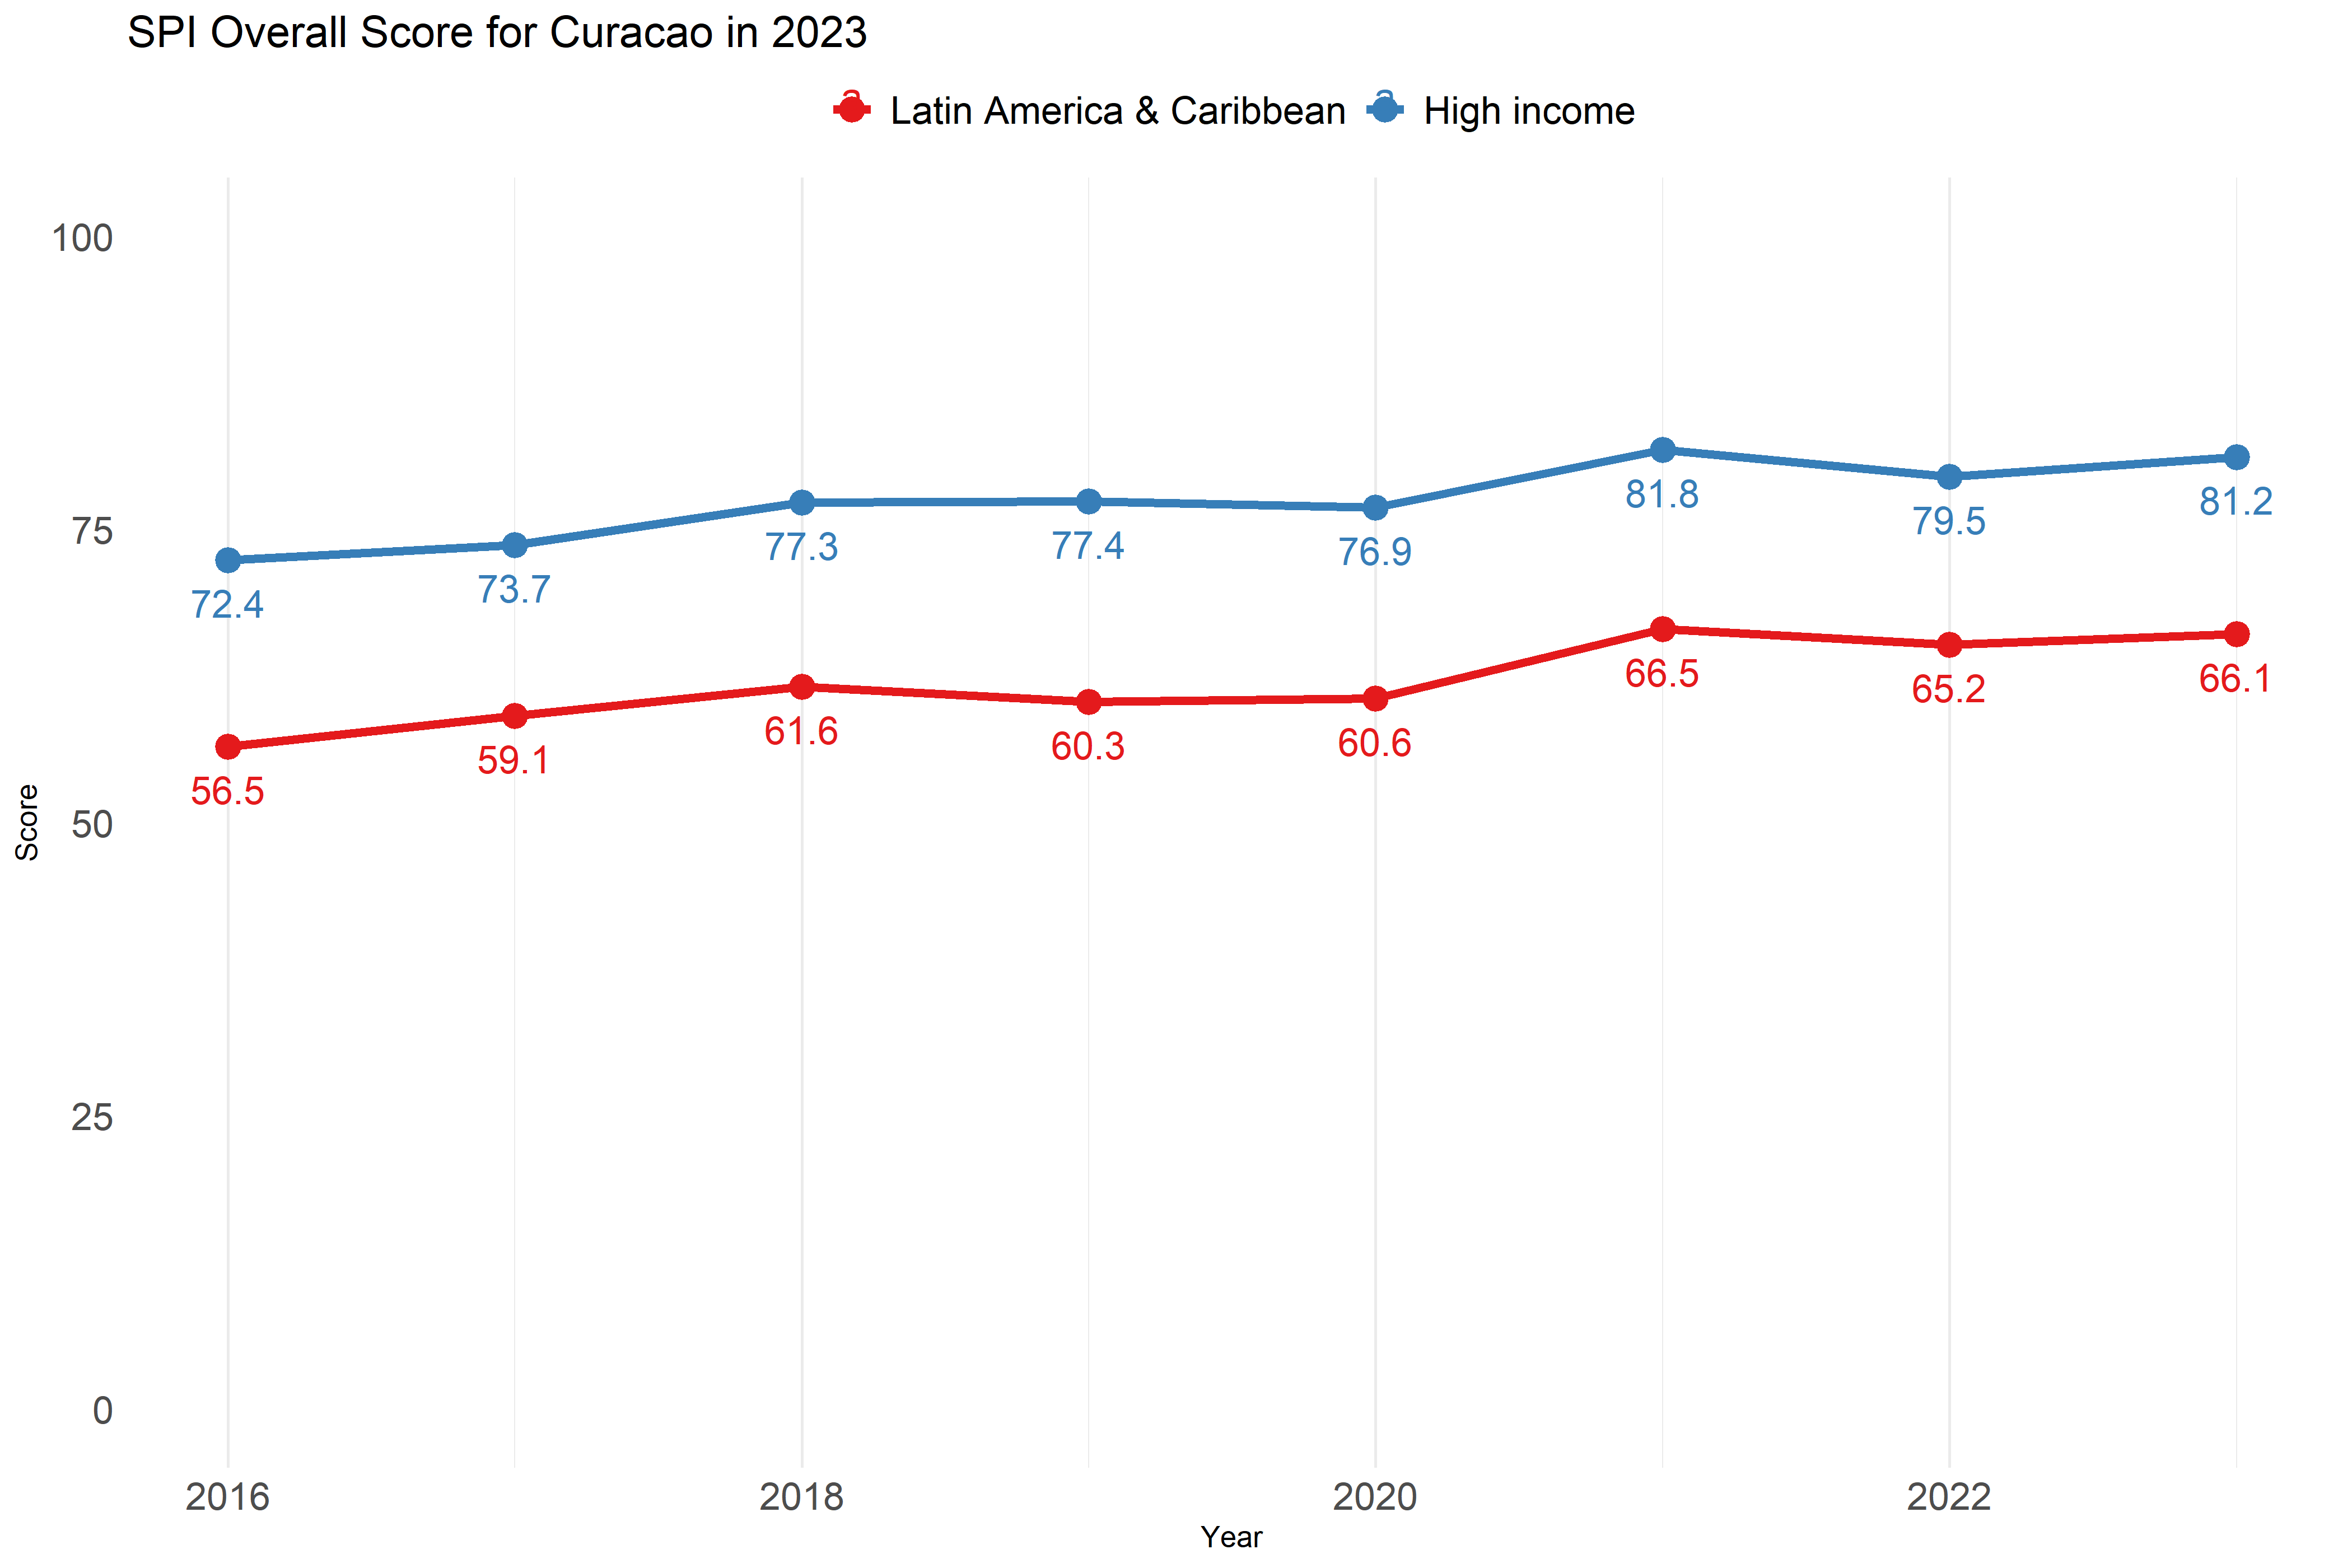 SPI Overall Score for Curacao in 2023
Latin America & Caribbean High income
100
75
50
25
0
Score
72.4 73.7 77.3 77.4 76.9 81.8 79.5 81.2
56.5 59.1 61.6 60.3 60.6 66.5 65.2 66.1
2016 2018 2020 2022
Year